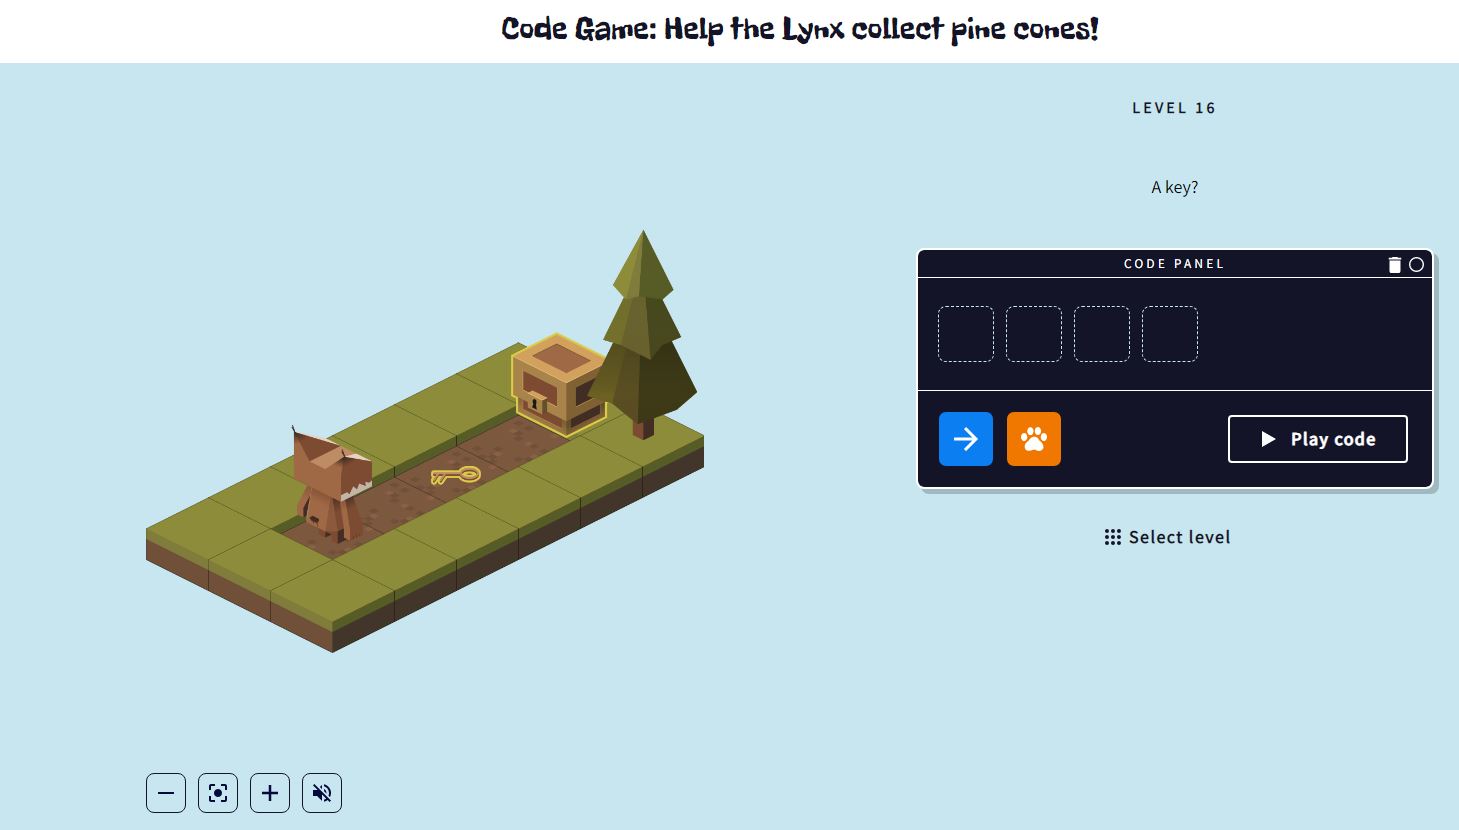 Code Game: Help the Lynx collect pine cones!
LEVEL 16
A key?
CODE PANEL
Play code
Select level